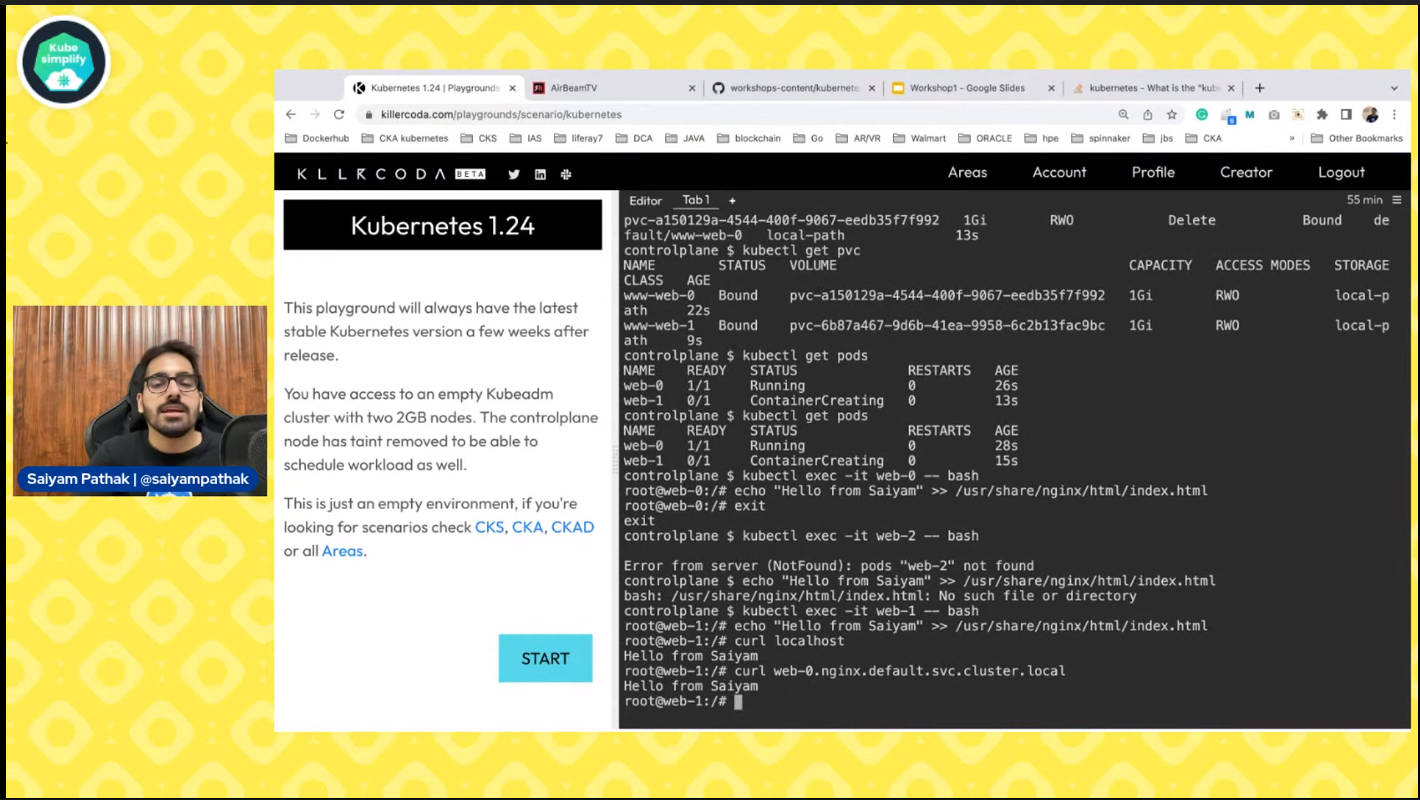 Kube
simplify
Kubernetes 1.24 | Playgrounds
AirBeamTV
workshops-content/kubernete
Workshop1 - Google Slides
kubernetes - What is the "kub
killercoda.com/playgrounds/scenario/kubernetes
Dockerhub
CKA kubernetes
CKS
IAS
liferay7
DCA
JAVA
blockchain
Go
AR/VR
Walmart
ORACLE
hpe
spinnaker
jbs
CKA
»
Other Bookmarks
KLLRCODA BETA
Areas
Account
Profile
Creator
Logout
Kubernetes 1.24
This playground will always have the latest
stable Kubernetes version a few weeks after
release.
You have access to an empty Kubeadm
cluster with two 2GB nodes. The controlplane
node has taint removed to be able to
schedule workload as well.
This is just an empty environment, if you're
looking for scenarios check CKS, CKA, CKAD
or all Areas.
START
Editor
Tab 1
+
55 min
pvc-a150129a-4544-400f-9067-eedb35f7f992 1Gi RWO Delete Bound de
fault/www-web-0 local-path 13s
controlplane $ kubectl get pvc
NAME STATUS VOLUME CAPACITY ACCESS MODES STORAGE
CLASS AGE
www-web-0 Bound pvc-a150129a-4544-400f-9067-eedb35f7f992 1Gi RWO local-p
ath 22s
www-web-1 Bound pvc-6b87a467-9d6b-41ea-9958-6c2b13fac9bc 1Gi RWO local-p
ath 9s
controlplane $ kubectl get pods
NAME READY STATUS RESTARTS AGE
web-0 1/1 Running 0 26s
web-1 0/1 ContainerCreating 0 13s
controlplane $ kubectl get pods
NAME READY STATUS RESTARTS AGE
web-0 1/1 Running 0 28s
web-1 0/1 ContainerCreating 0 15s
controlplane $ kubectl exec -it web-0 -- bash
root@web-0:/# echo "Hello from Saiyam" >> /usr/share/nginx/html/index.html
root@web-0:/# exit
exit
controlplane $ kubectl exec -it web-2 -- bash
Error from server (NotFound): pods "web-2" not found
controlplane $ echo "Hello from Saiyam" >> /usr/share/nginx/html/index.html
bash: /usr/share/nginx/html/index.html: No such file or directory
controlplane $ kubectl exec -it web-1 -- bash
root@web-1:/# echo "Hello from Saiyam" >> /usr/share/nginx/html/index.html
root@web-1:/# curl localhost
Hello from Saiyam
root@web-1:/# curl web-0.nginx.default.svc.cluster.local
Hello from Saiyam
root@web-1:/#
Saiyam Pathak | @saiyampathak